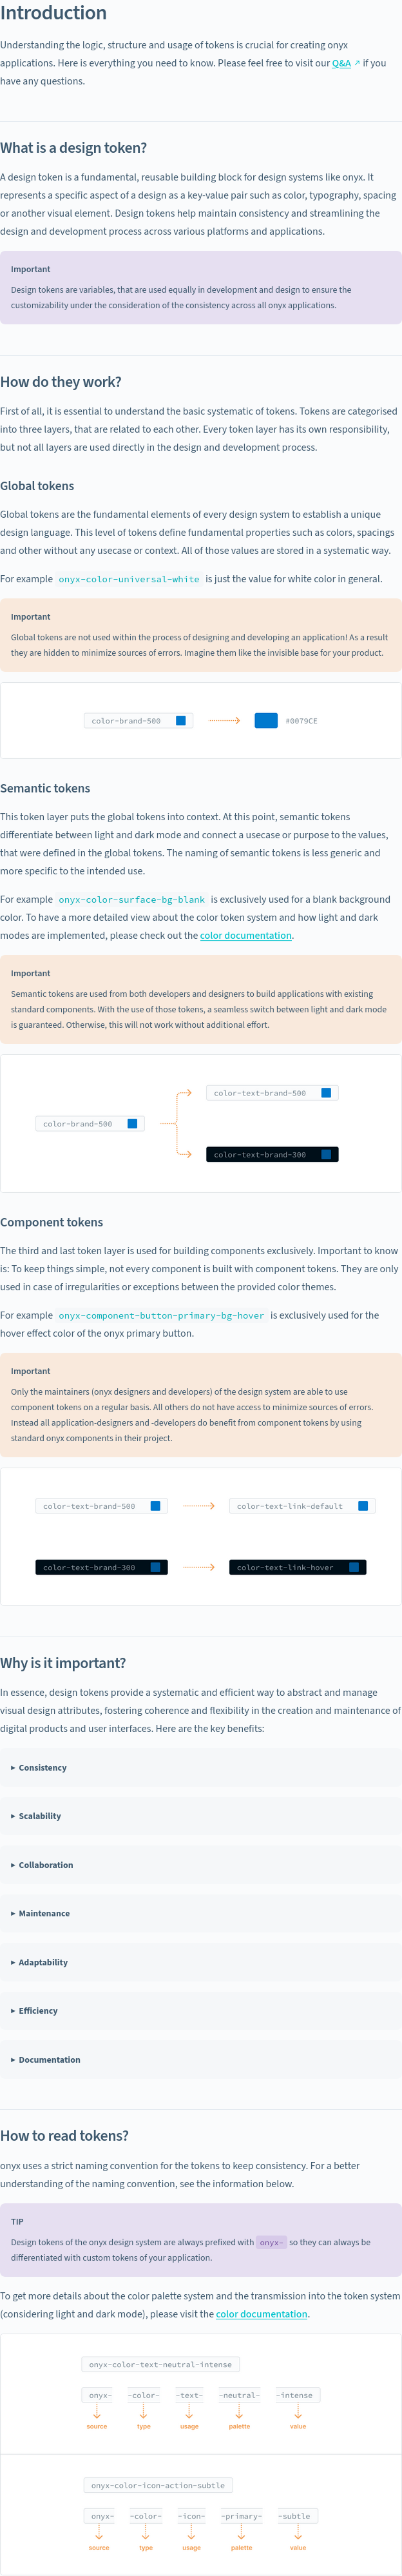 Introduction
Understanding the logic, structure and usage of tokens is crucial for creating onyx
applications. Here is everything you need to know. Please feel free to visit our Q&A ↗ if you
have any questions.
What is a design token?
A design token is a fundamental, reusable building block for design systems like onyx. It
represents a specific aspect of a design as a key-value pair such as color, typography, spacing
or another visual element. Design tokens help maintain consistency and streamlining the
design and development process across various platforms and applications.
Important
Design tokens are variables, that are used equally in development and design to ensure the
customizability under the consideration of the consistency across all onyx applications.
How do they work?
First of all, it is essential to understand the basic systematic of tokens. Tokens are categorised
into three layers, that are related to each other. Every token layer has its own responsibility,
but not all layers are used directly in the design and development process.
Global tokens
Global tokens are the fundamental elements of every design system to establish a unique
design language. This level of tokens define fundamental properties such as colors, spacings
and other without any usecase or context. All of those values are stored in a systematic way.
For example onyx-color-universal-white is just the value for white color in general.
Important
Global tokens are not used within the process of designing and developing an application! As a result
they are hidden to minimize sources of errors. Imagine them like the invisible base for your product.
color-brand-500 #0079CE
Semantic tokens
This token layer puts the global tokens into context. At this point, semantic tokens
differentiate between light and dark mode and connect a usecase or purpose to the values,
that were defined in the global tokens. The naming of semantic tokens is less generic and
more specific to the intended use.
For example onyx-color-surface-bg-blank is exclusively used for a blank background
color. To have a more detailed view about the color token system and how light and dark
modes are implemented, please check out the color documentation.
Important
Semantic tokens are used from both developers and designers to build applications with existing
standard components. With the use of those tokens, a seamless switch between light and dark mode
is guaranteed. Otherwise, this will not work without additional effort.
color-text-brand-500
color-brand-500
color-text-brand-300
Component tokens
The third and last token layer is used for building components exclusively. Important to know
is: To keep things simple, not every component is built with component tokens. They are only
used in case of irregularities or exceptions between the provided color themes.
For example onyx-component-button-primary-bg-hover is exclusively used for the
hover effect color of the onyx primary button.
Important
Only the maintainers (onyx designers and developers) of the design system are able to use
component tokens on a regular basis. All others do not have access to minimize sources of errors.
Instead all application-designers and -developers do benefit from component tokens by using
standard onyx components in their project.
color-text-brand-500 color-text-link-default
color-text-brand-300 color-text-link-hover
Why is it important?
In essence, design tokens provide a systematic and efficient way to abstract and manage
visual design attributes, fostering coherence and flexibility in the creation and maintenance of
digital products and user interfaces. Here are the key benefits:
▸ Consistency
▸ Scalability
▸ Collaboration
▸ Maintenance
▸ Adaptability
▸ Efficiency
▸ Documentation
How to read tokens?
onyx uses a strict naming convention for the tokens to keep consistency. For a better
understanding of the naming convention, see the information below.
TIP
Design tokens of the onyx design system are always prefixed with onyx- so they can always be
differentiated with custom tokens of your application.
To get more details about the color palette system and the transmission into the token system
(considering light and dark mode), please visit the color documentation.
onyx-color-text-neutral-intense
onyx- -color- -text- -neutral- -intense
source type usage palette value
onyx-color-icon-action-subtle
onyx- -color- -icon- -primary- -subtle
source type usage palette value